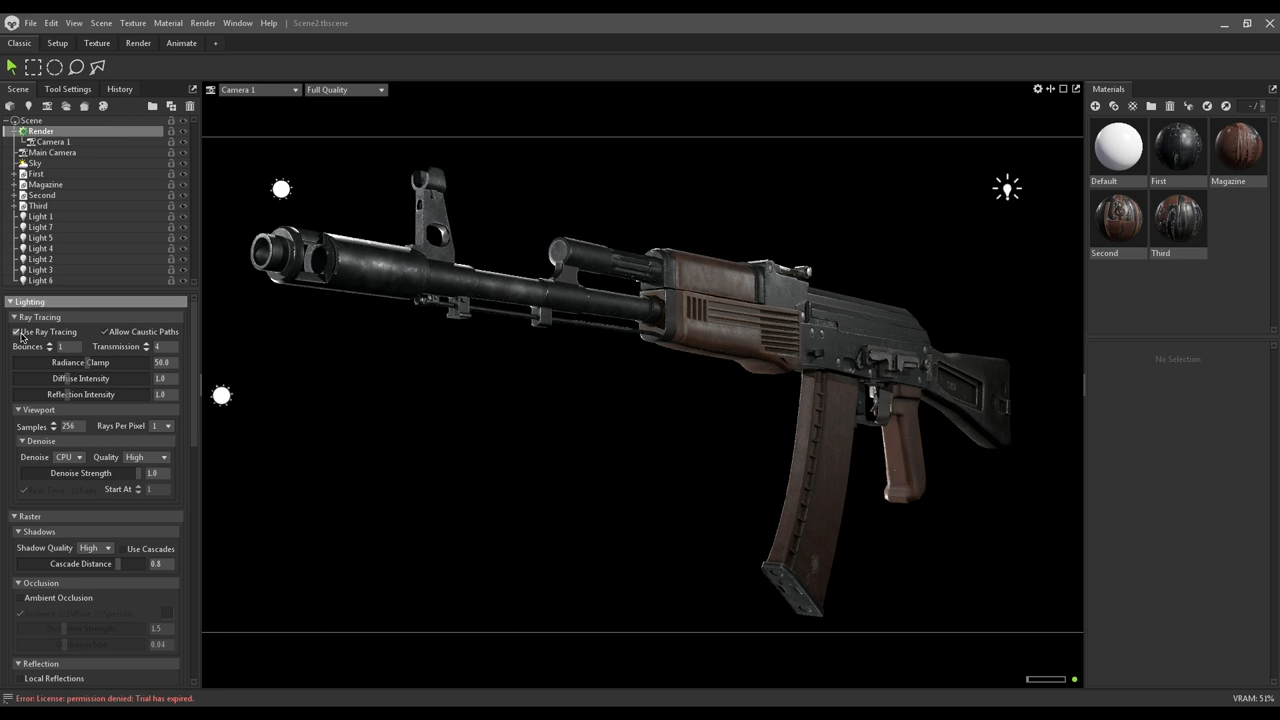 File Edit View Scene Texture Material Render Window Help | Scene2.tbscene
Classic Setup Texture Render Animate +
Scene Tool Settings History
Camera 1 Full Quality
Materials
- /
Scene
Render
Camera 1
Main Camera
Sky
First
Magazine
Second
Third
Light 1
Light 7
Light 5
Light 4
Light 2
Light 3
Light 6
Default First Magazine
Second Third
Lighting
Ray Tracing
Use Ray Tracing Allow Caustic Paths
Bounces 1 Transmission 4
Radiance Clamp 50.0
Diffuse Intensity 1.0
Reflection Intensity 1.0
Viewport
Samples 256 Rays Per Pixel 1
Denoise
Denoise CPU Quality High
Denoise Strength 1.0
Start At 1
Raster
Shadows
Shadow Quality High Use Cascades
Cascade Distance 0.8
Occlusion
Ambient Occlusion
1.5
0.04
Reflection
Local Reflections
No Selection
Error: License: permission denied: Trial has expired.
VRAM: 51%